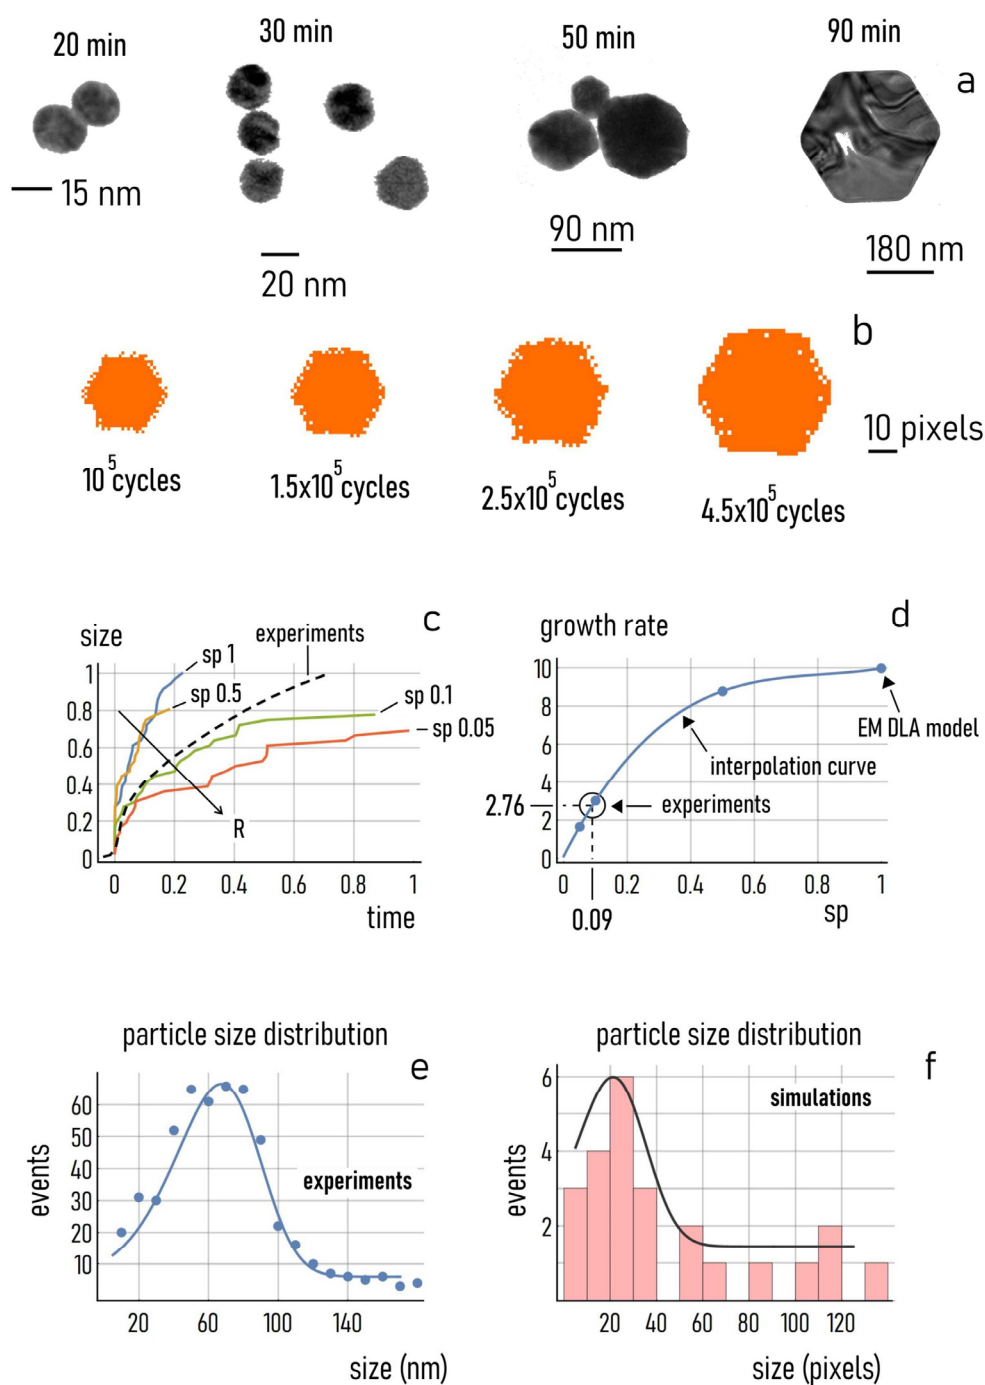 20 min
30 min
50 min
90 min
a
15 nm
20 nm
90 nm
180 nm
b
10 pixels
10⁵ cycles
1.5x10⁵ cycles
2.5x10⁵ cycles
4.5x10⁵ cycles
c
size
experiments
sp 1
sp 0.5
sp 0.1
sp 0.05
R
1
0.8
0.6
0.4
0.2
0
0 0.2 0.4 0.6 0.8 1
time
d
growth rate
10
8
6
4
2.76
2
0
EM DLA model
interpolation curve
experiments
0 0.2 0.4 0.6 0.8 1
0.09
sp
particle size distribution
e
events
60
50
40
30
20
10
experiments
20 60 100 140
size (nm)
particle size distribution
f
events
6
4
2
simulations
20 40 60 80 100 120
size (pixels)